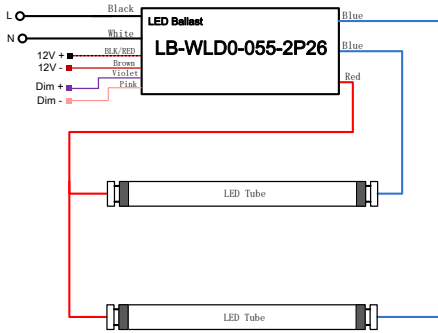 Black
L
LED Ballast
Blue
White
N
LB-WLD0-055-2P26
12V +
BLK/RED
Blue
12V -
Brown
Red
Violet
Dim +
Pink
Dim -
LED Tube
LED Tube